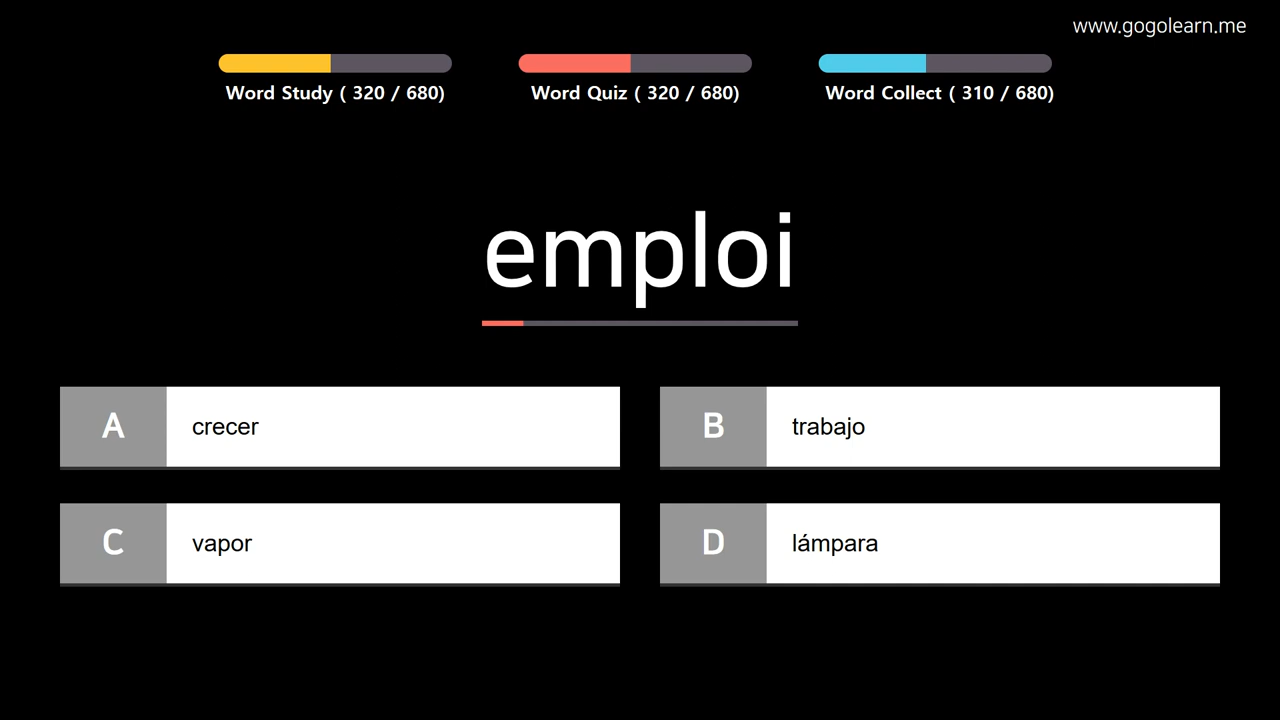 www.gogolearn.me
Word Study ( 320 / 680)
Word Quiz ( 320 / 680)
Word Collect ( 310 / 680)
emploi
A
crecer
B
trabajo
C
vapor
D
lámpara